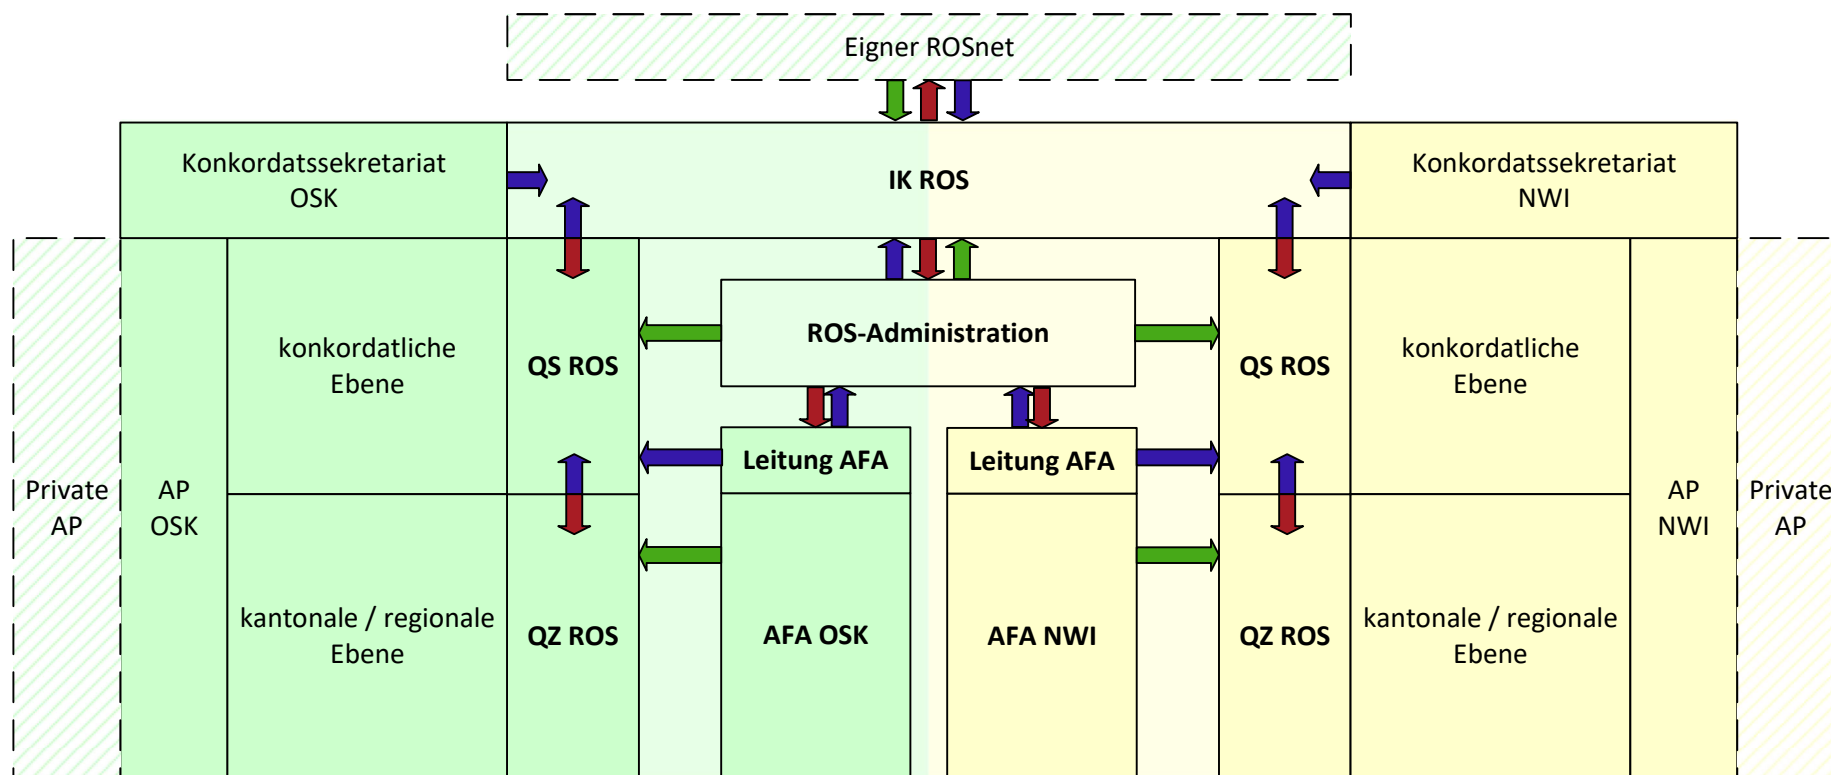 Eigner ROSnet
Konkordatssekretariat
OSK
IK ROS
Konkordatssekretariat
NWI
ROS-Administration
konkordatliche
Ebene
QS ROS
QS ROS
konkordatliche
Ebene
Leitung AFA
Leitung AFA
Private
AP
AP
OSK
AP
NWI
Private
AP
kantonale / regionale
Ebene
QZ ROS
AFA OSK
AFA NWI
QZ ROS
kantonale / regionale
Ebene